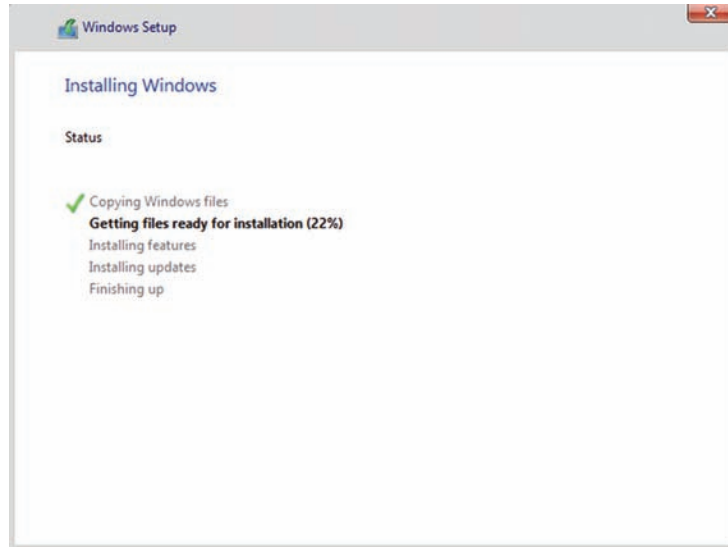 Windows Setup
Installing Windows
Status
Copying Windows files
Getting files ready for installation (22%)
Installing features
Installing updates
Finishing up